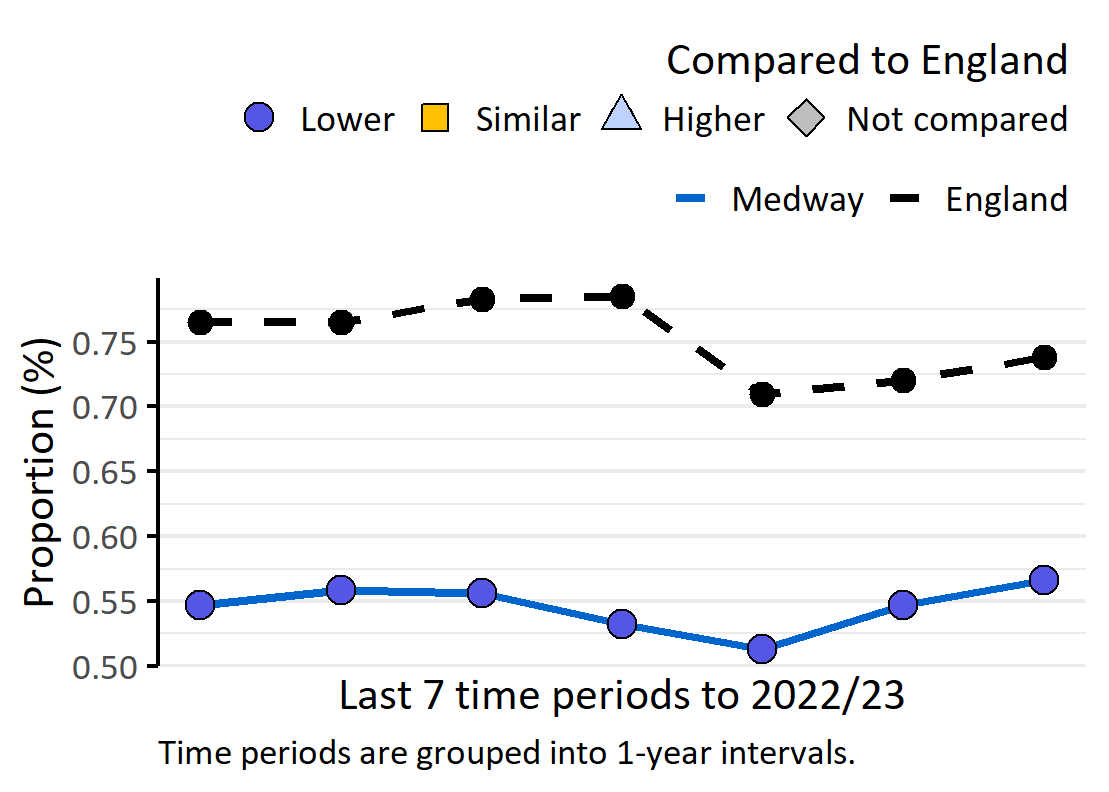 Compared to England
Lower Similar Higher Not compared
Medway England
Proportion (%)
0.75
0.70
0.65
0.60
0.55
0.50
Last 7 time periods to 2022/23
Time periods are grouped into 1-year intervals.